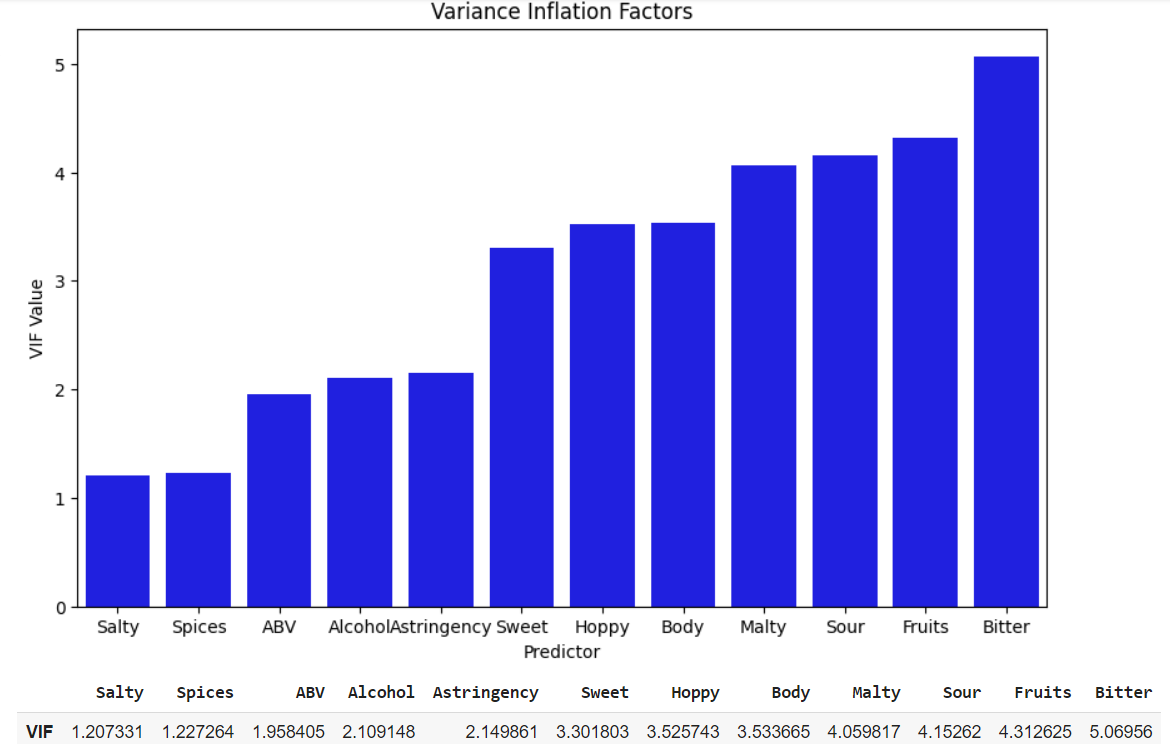 Variance Inflation Factors
5
4
3
2
1
0
VIF Value
Salty Spices ABV Alcohol Astringency Sweet Hoppy Body Malty Sour Fruits Bitter
Predictor
Salty Spices ABV Alcohol Astringency Sweet Hoppy Body Malty Sour Fruits Bitter
VIF 1.207331 1.227264 1.958405 2.109148 2.149861 3.301803 3.525743 3.533665 4.059817 4.15262 4.312625 5.06956